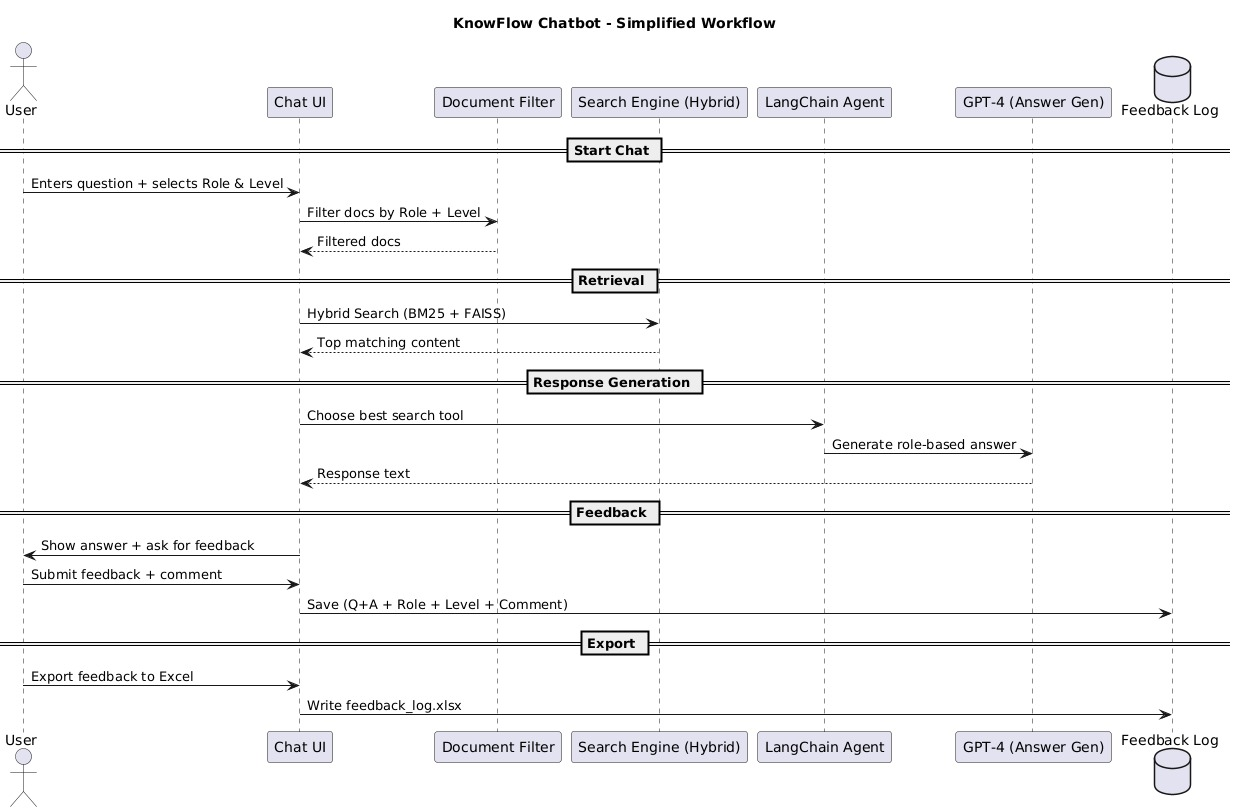 KnowFlow Chatbot - Simplified Workflow
User
Chat UI
Document Filter
Search Engine (Hybrid)
LangChain Agent
GPT-4 (Answer Gen)
Feedback Log
Start Chat
Enters question + selects Role & Level
Filter docs by Role + Level
Filtered docs
Retrieval
Hybrid Search (BM25 + FAISS)
Top matching content
Response Generation
Choose best search tool
Generate role-based answer
Response text
Feedback
Show answer + ask for feedback
Submit feedback + comment
Save (Q+A + Role + Level + Comment)
Export
Export feedback to Excel
Write feedback_log.xlsx
User
Chat UI
Document Filter
Search Engine (Hybrid)
LangChain Agent
GPT-4 (Answer Gen)
Feedback Log